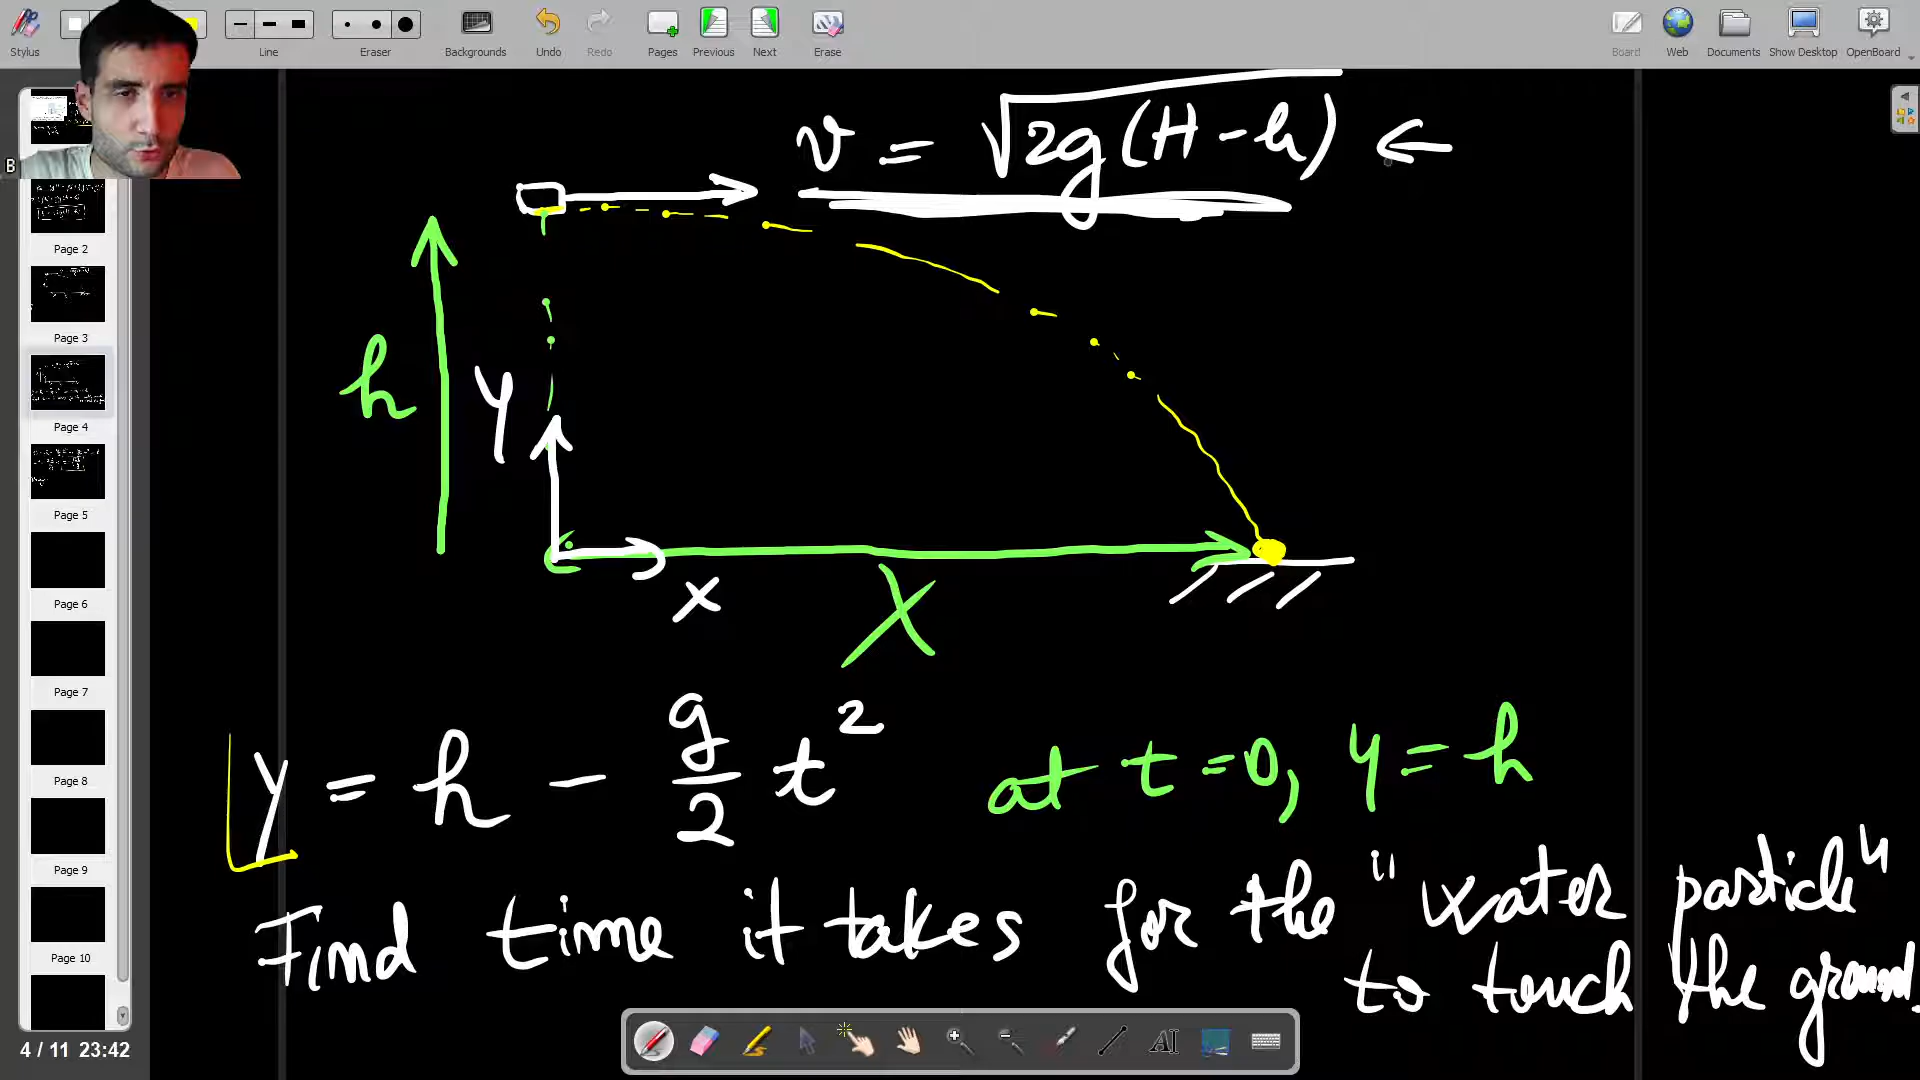 Stylus
Line
Eraser
Backgrounds
Undo
Redo
Pages
Previous
Next
Erase
Board
Web
Documents
Show Desktop
OpenBoard
B
Page 2
Page 3
Page 4
Page 5
Page 6
Page 7
Page 8
Page 9
Page 10
4 / 11 23:42
v = √2g(H-h) ←
h
y
x
X
y = h - g/2 t²
at t=0, y=h
Find time it takes for the "water particle"
to touch the ground.
AI